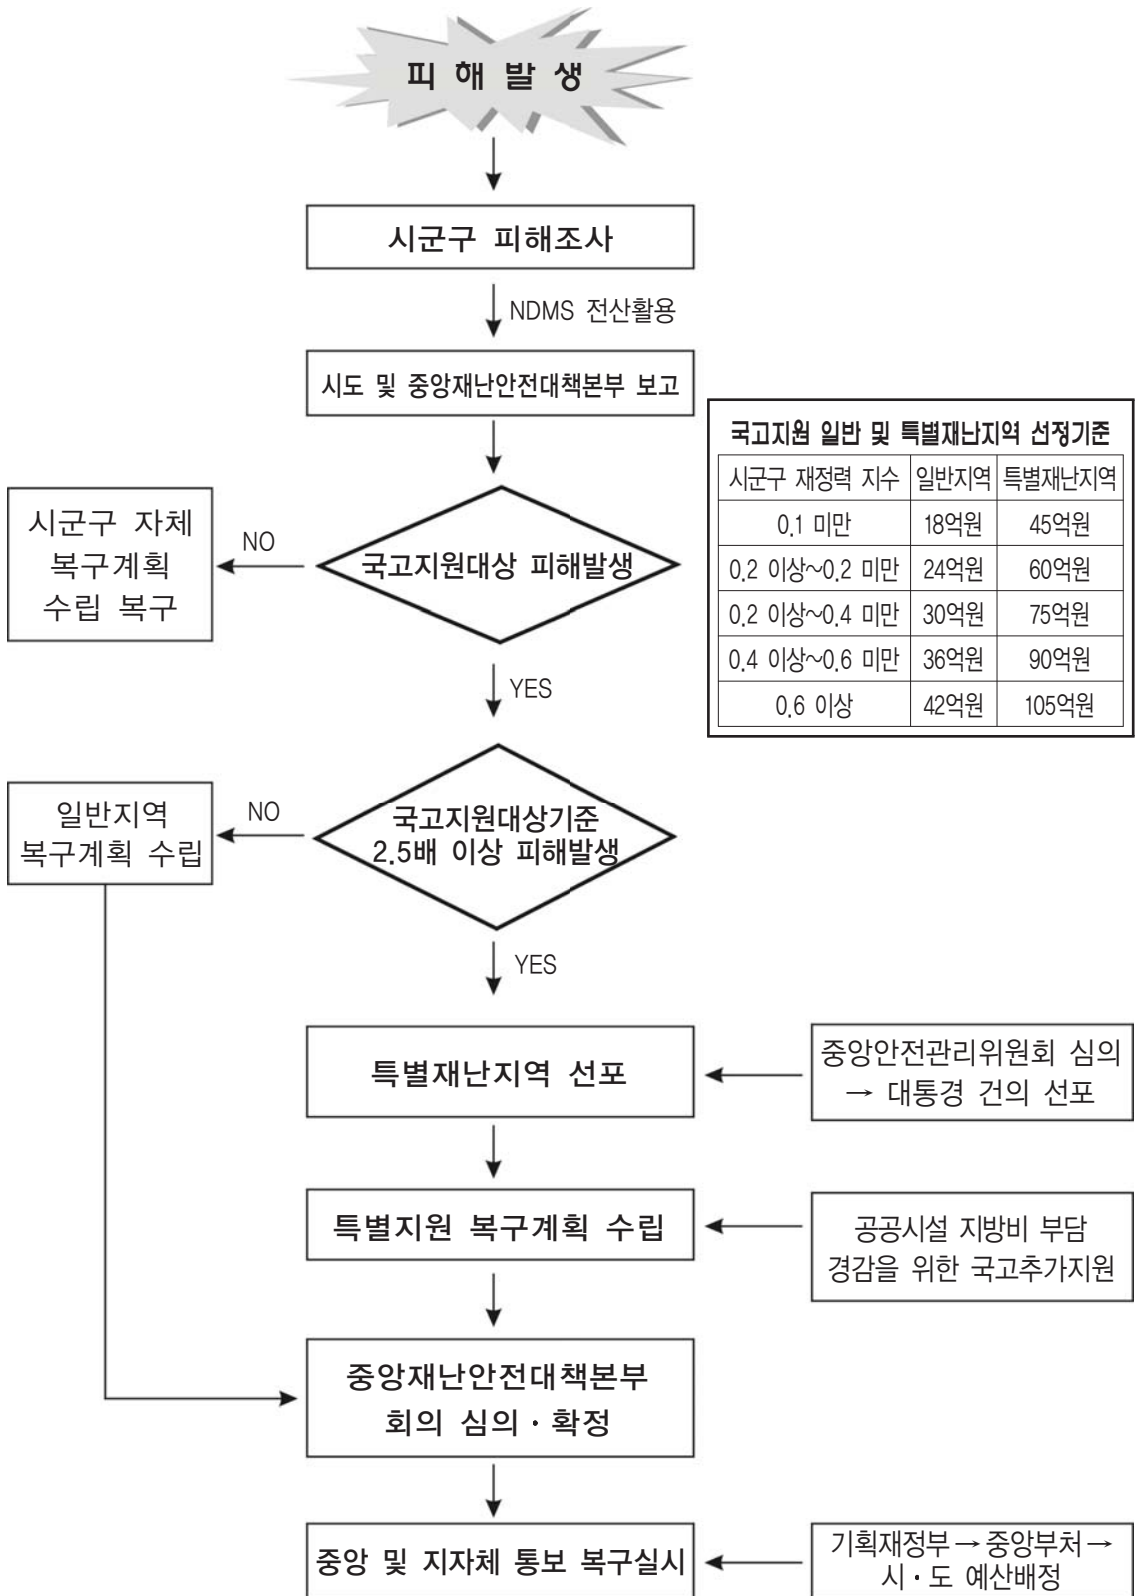 피 해 발 생
시군구 피해조사
NDMS 전산활용
시도 및 중앙재난안전대책본부 보고
국고지원 일반 및 특별재난지역 선정기준
시군구 재정력 지수 일반지역 특별재난지역
0.1 미만 18억원 45억원
0.2 이상~0.2 미만 24억원 60억원
0.2 이상~0.4 미만 30억원 75억원
0.4 이상~0.6 미만 36억원 90억원
0.6 이상 42억원 105억원
국고지원대상 피해발생
NO
시군구 자체
복구계획
수립 복구
YES
국고지원대상기준
2.5배 이상 피해발생
NO
일반지역
복구계획 수립
YES
특별재난지역 선포
중앙안전관리위원회 심의
→ 대통경 건의 선포
특별지원 복구계획 수립
공공시설 지방비 부담
경감을 위한 국고추가지원
중앙재난안전대책본부
회의 심의·확정
중앙 및 지자체 통보 복구실시
기획재정부→중앙부처→
시·도 예산배정